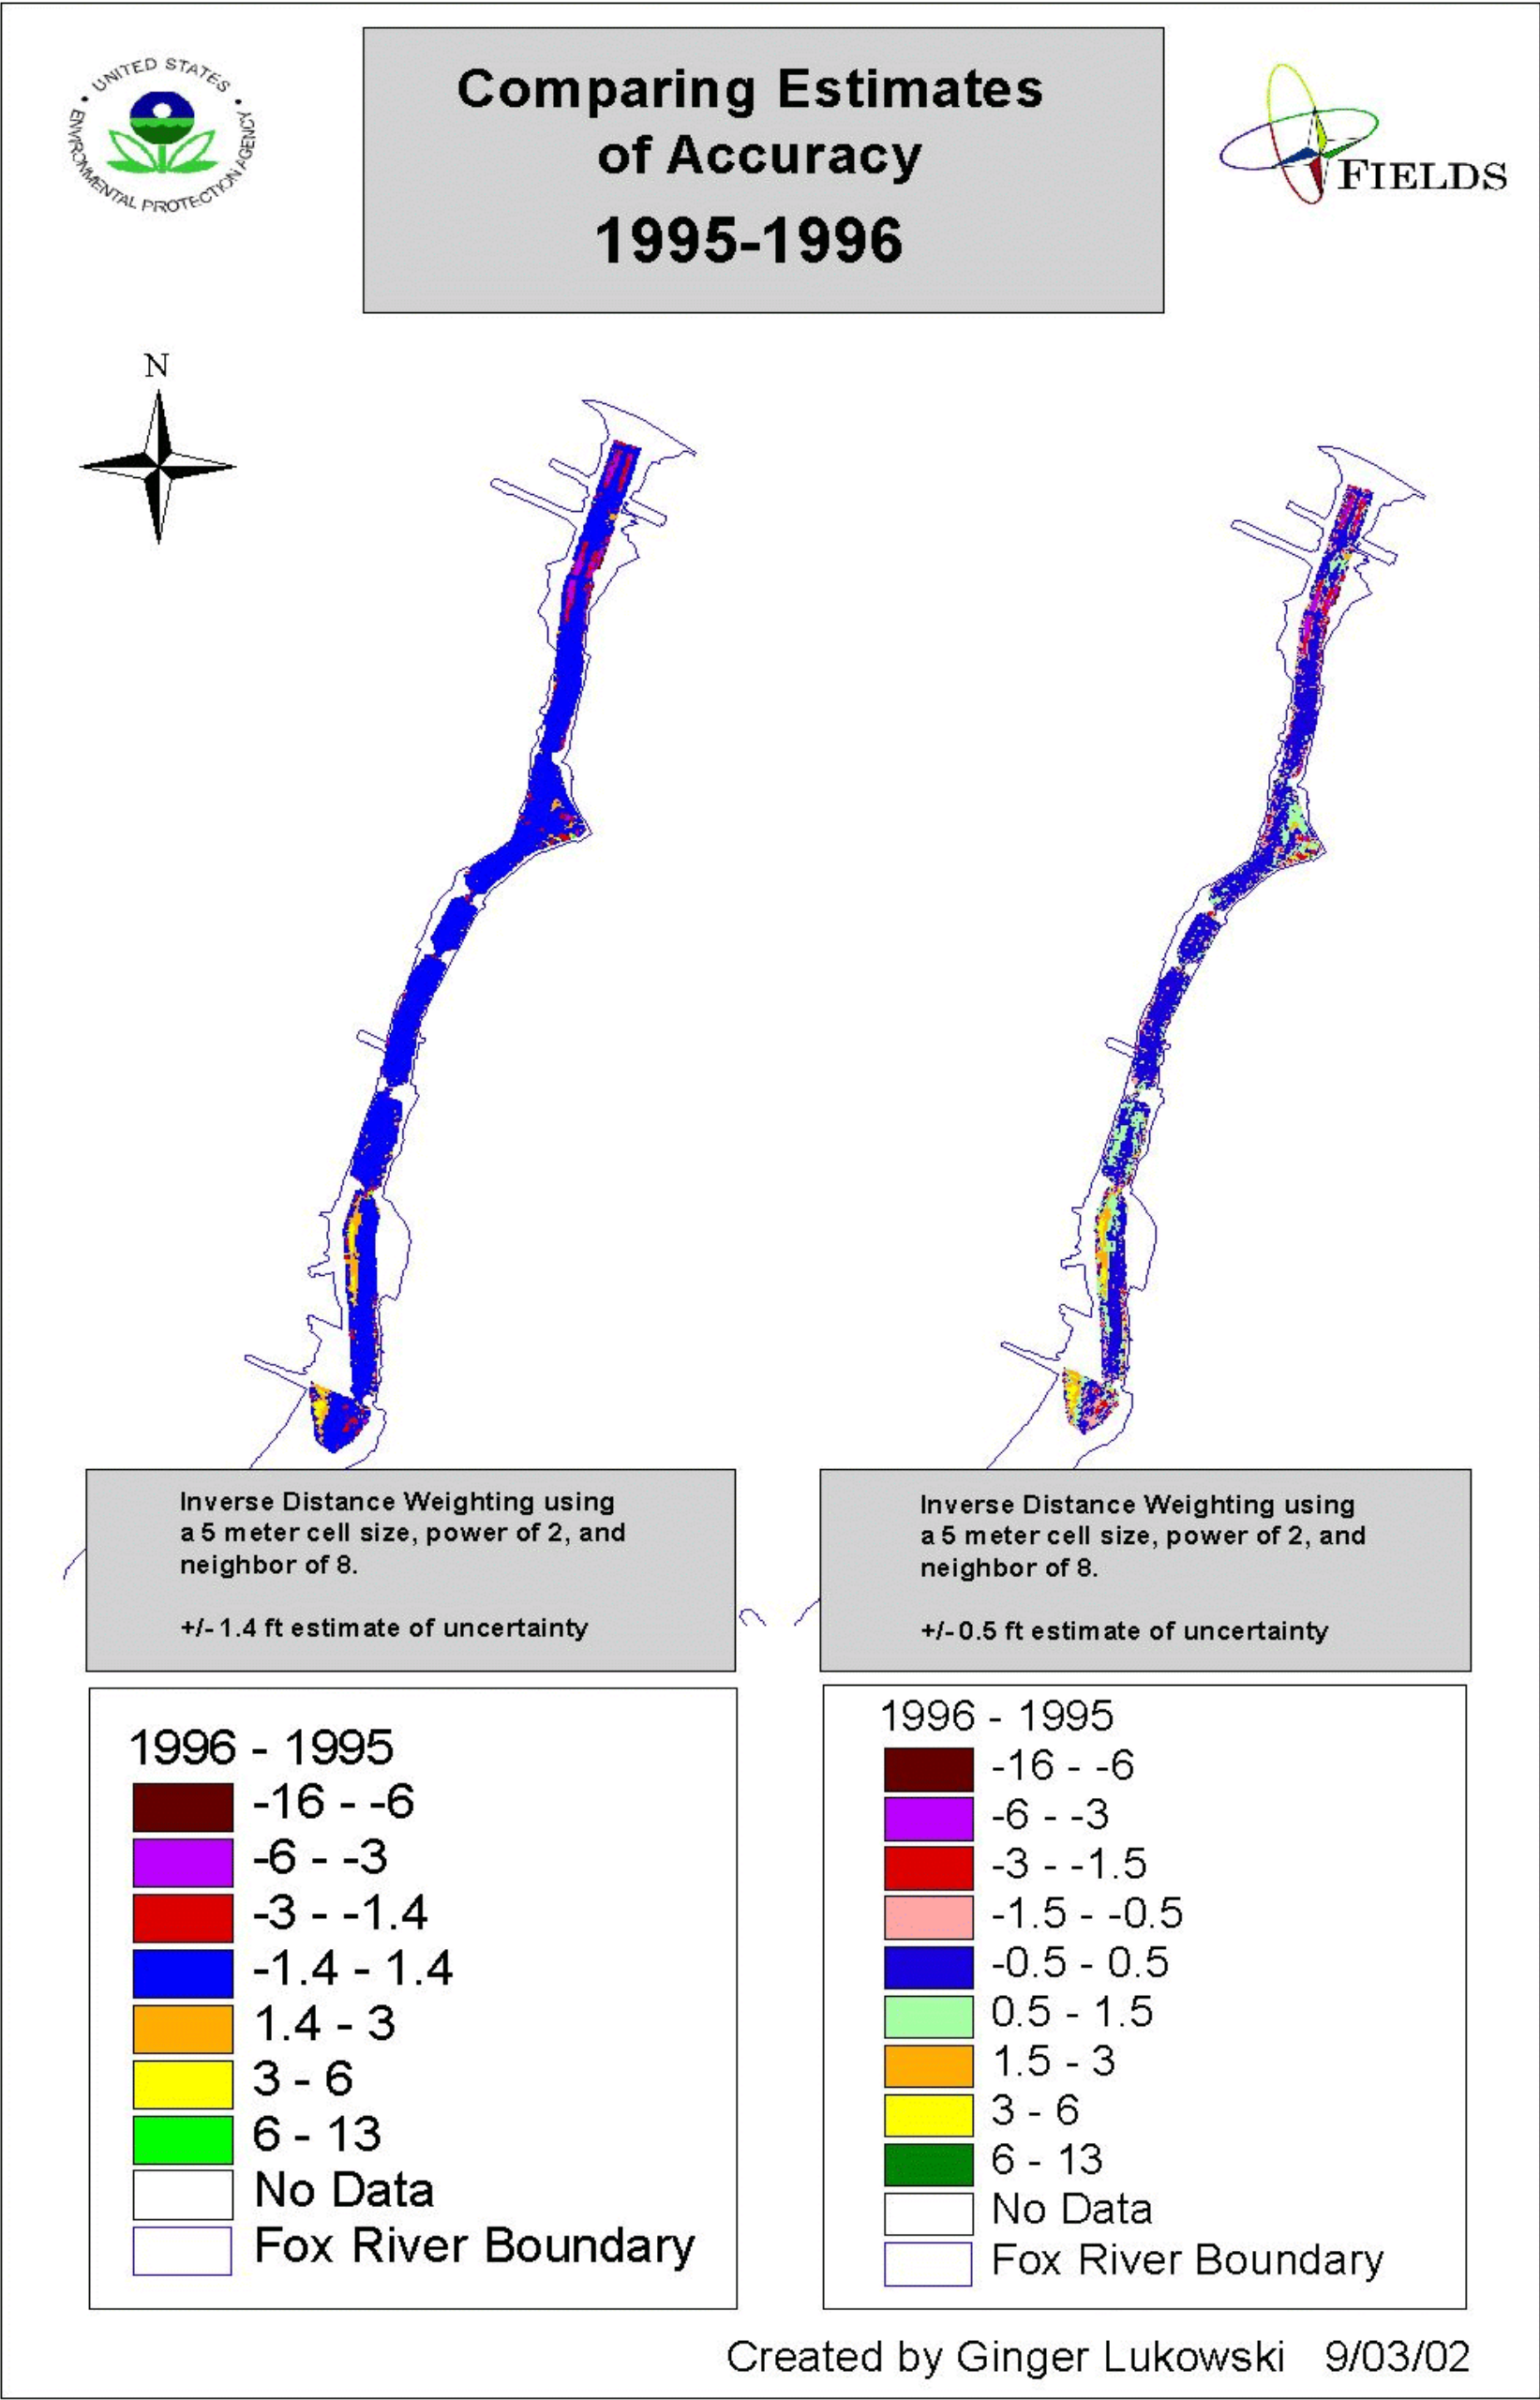 UNITED STATES
• ENVIRONMENTAL PROTECTION AGENCY •
Comparing Estimates
of Accuracy
1995-1996
FIELDS
N
Inverse Distance Weighting using
a 5 meter cell size, power of 2, and
neighbor of 8.
+/- 1.4 ft estimate of uncertainty
Inverse Distance Weighting using
a 5 meter cell size, power of 2, and
neighbor of 8.
+/- 0.5 ft estimate of uncertainty
1996 - 1995
-16 - -6
-6 - -3
-3 - -1.4
-1.4 - 1.4
1.4 - 3
3 - 6
6 - 13
No Data
Fox River Boundary
1996 - 1995
-16 - -6
-6 - -3
-3 - -1.5
-1.5 - -0.5
-0.5 - 0.5
0.5 - 1.5
1.5 - 3
3 - 6
6 - 13
No Data
Fox River Boundary
Created by Ginger Lukowski 9/03/02